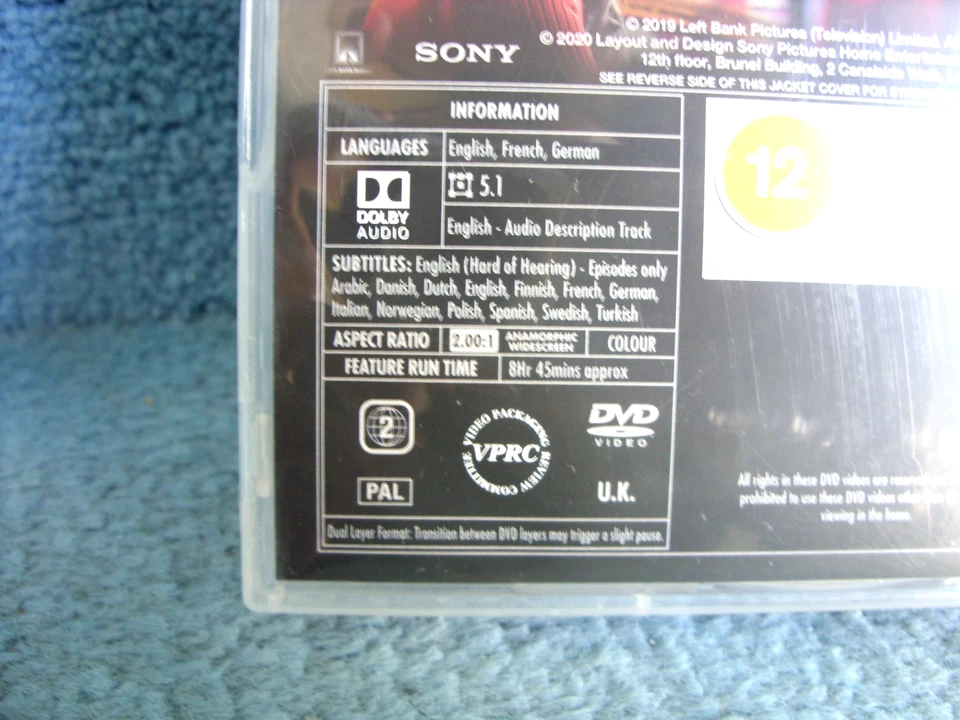 © 2019 Left Bank Pictures (Television) Limited.
SONY
© 2020 Layout and Design Sony Pictures Home
12th floor, Brunel Building, 2
SEE REVERSE SIDE OF THIS JACKET COVER FOR
INFORMATION
LANGUAGES English, French, German
DOLBY AUDIO
5.1
English - Audio Description Track
12
SUBTITLES: English (Hard of Hearing) - Episodes only
Arabic, Danish, Dutch, English, Finnish, French, German,
Italian, Norwegian, Polish, Spanish, Swedish, Turkish
ASPECT RATIO 2.00:1 ANAMORPHIC WIDESCREEN COLOUR
FEATURE RUN TIME 8Hr 45mins approx
2
VIDEO PACKAGING REVIEW COMMITTEE
VPRC
DVD
VIDEO
PAL
U.K.
All rights in these DVD videos are
prohibited to use these DVD videos
viewing in the home.
Dual Layer Format: Transition between DVD layers may trigger a slight pause.